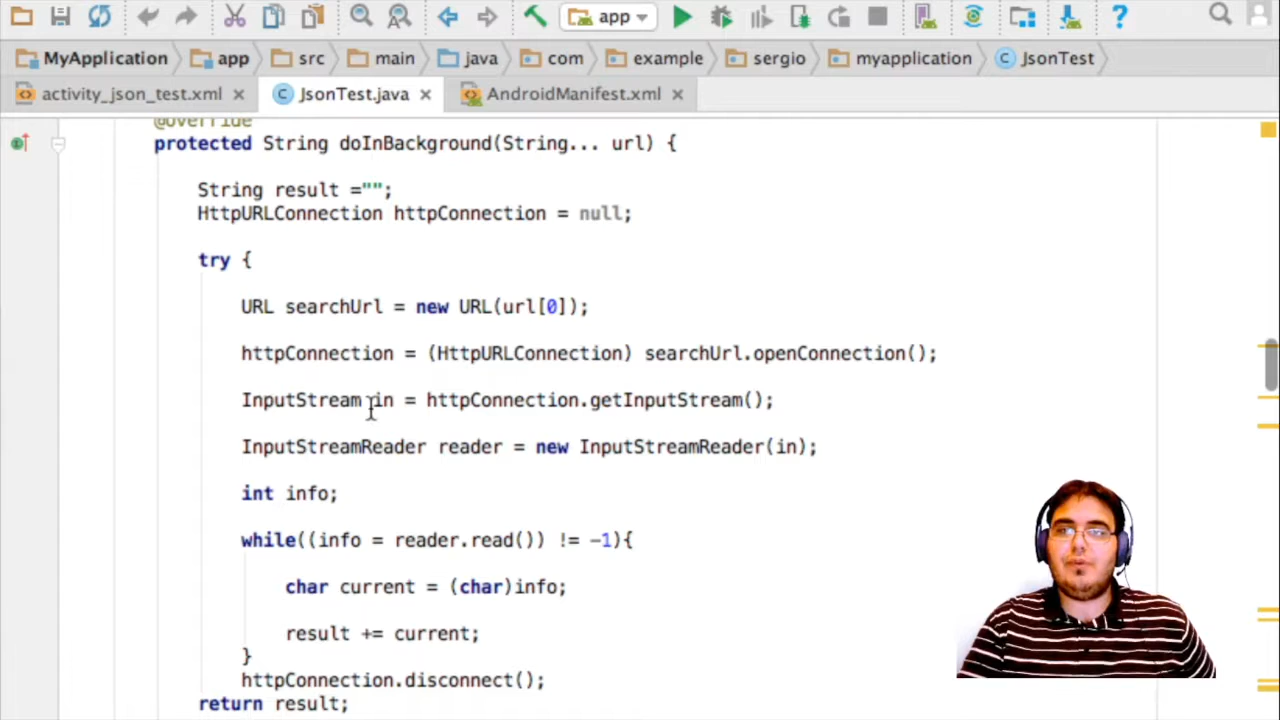 app
MyApplication app src main java com example sergio myapplication JsonTest
activity_json_test.xml JsonTest.java AndroidManifest.xml
@Override
protected String doInBackground(String... url) {
String result ="";
HttpURLConnection httpConnection = null;
try {
URL searchUrl = new URL(url[0]);
httpConnection = (HttpURLConnection) searchUrl.openConnection();
InputStream in = httpConnection.getInputStream();
InputStreamReader reader = new InputStreamReader(in);
int info;
while((info = reader.read()) != -1){
char current = (char)info;
result += current;
}
httpConnection.disconnect();
return result;